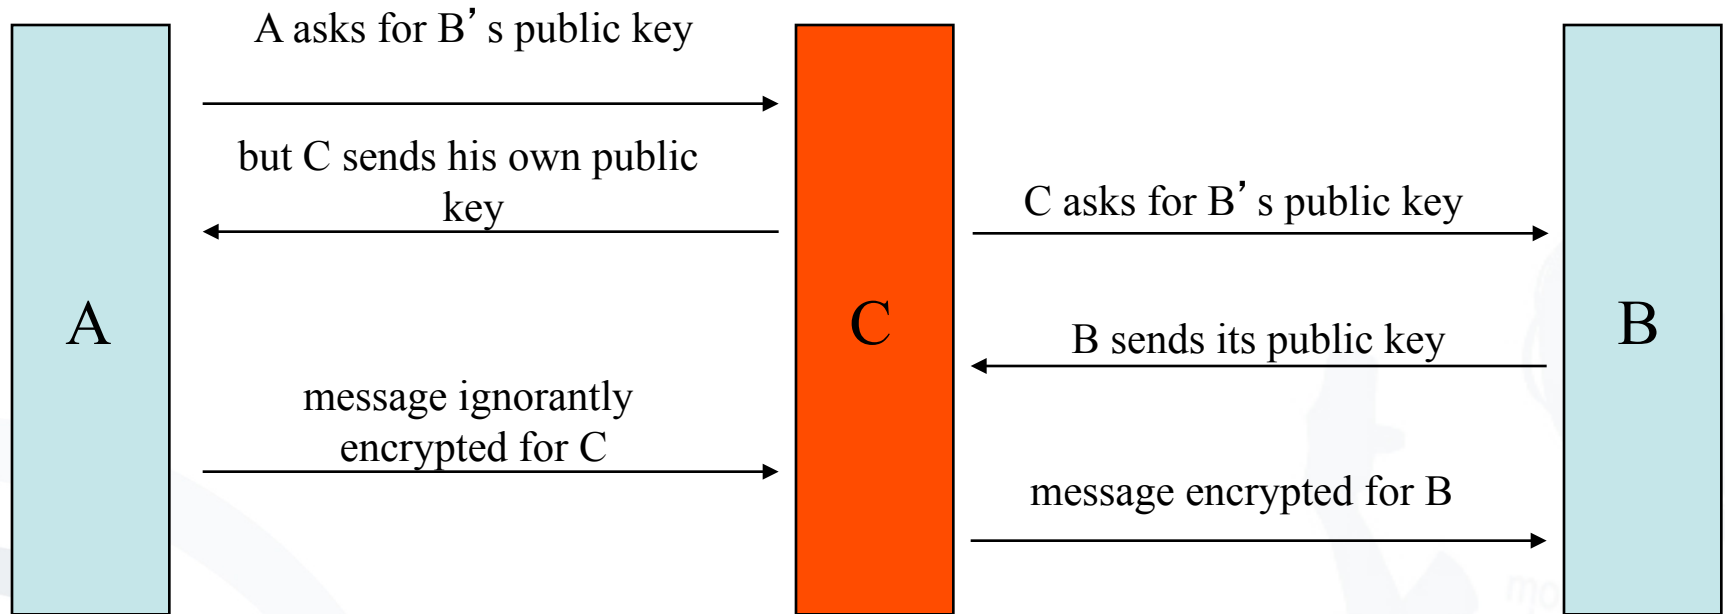 A asks for B’ s public key
but C sends his own public
key
C asks for B’ s public key
A
C
B
B sends its public key
message ignorantly
encrypted for C
message encrypted for B